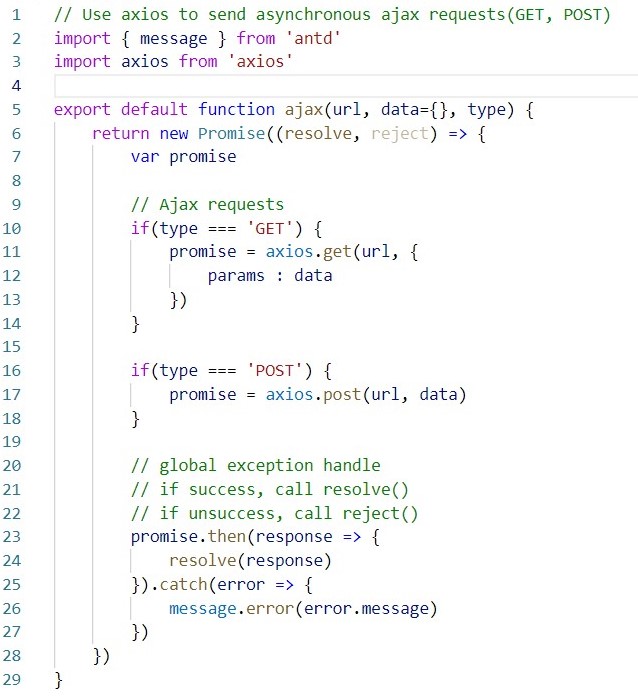 1 // Use axios to send asynchronous ajax requests(GET, POST)
2 import { message } from 'antd'
3 import axios from 'axios'
4
5 export default function ajax(url, data={}, type) {
6     return new Promise((resolve, reject) => {
7         var promise
8
9         // Ajax requests
10         if(type === 'GET') {
11             promise = axios.get(url, {
12                 params : data
13             })
14         }
15
16         if(type === 'POST') {
17             promise = axios.post(url, data)
18         }
19
20         // global exception handle
21         // if success, call resolve()
22         // if unsuccess, call reject()
23         promise.then(response => {
24             resolve(response)
25         }).catch(error => {
26             message.error(error.message)
27         })
28     })
29 }